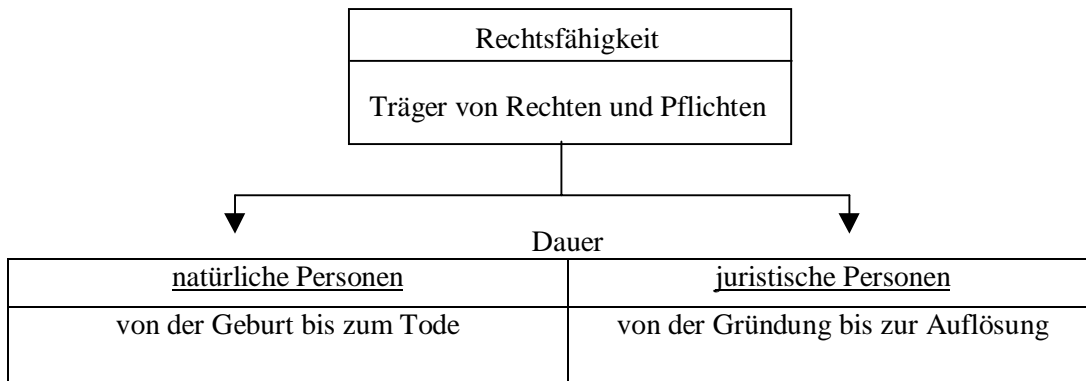 Rechtsfähigkeit
Träger von Rechten und Pflichten
Dauer
natürliche Personen
juristische Personen
von der Geburt bis zum Tode
von der Gründung bis zur Auflösung